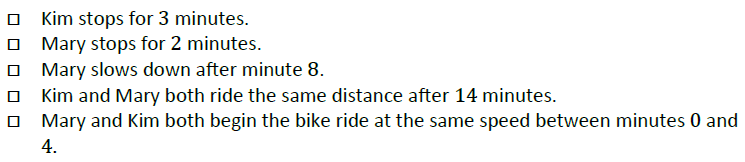 □ Kim stops for 3 minutes.
□ Mary stops for 2 minutes.
□ Mary slows down after minute 8.
□ Kim and Mary both ride the same distance after 14 minutes.
□ Mary and Kim both begin the bike ride at the same speed between minutes 0 and
4.